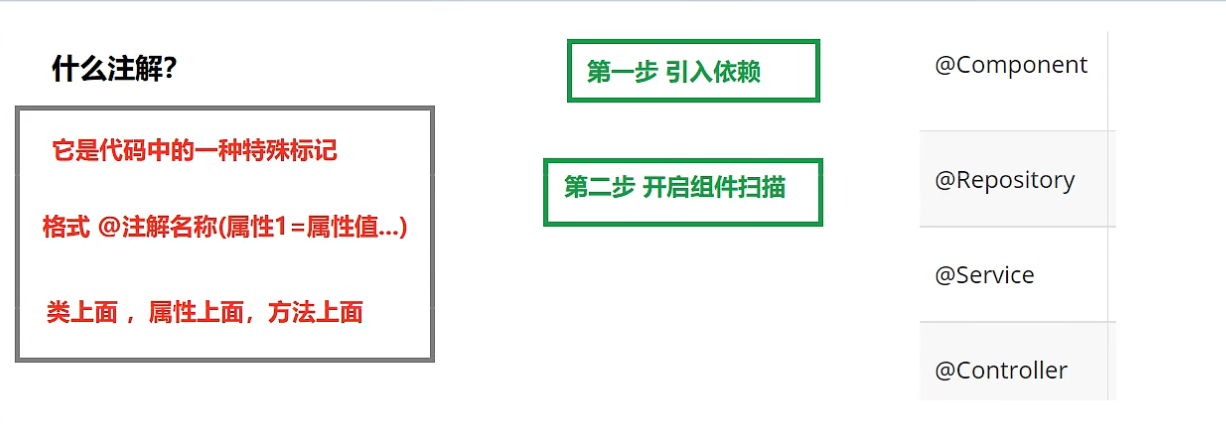 什么注解?
它是代码中的一种特殊标记
格式 @注解名称(属性1=属性值...)
类上面 ，属性上面，方法上面
第一步 引入依赖
第二步 开启组件扫描
@Component
@Repository
@Service
@Controller